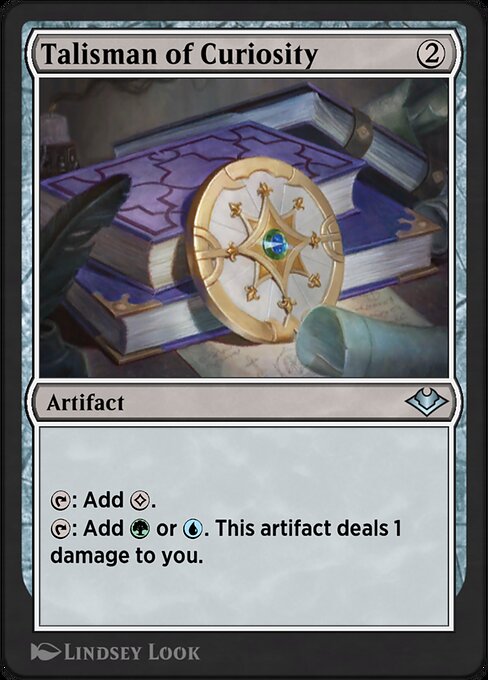 Talisman of Curiosity 2
Artifact
: Add .
: Add or . This artifact deals 1
damage to you.
LINDSEY LOOK